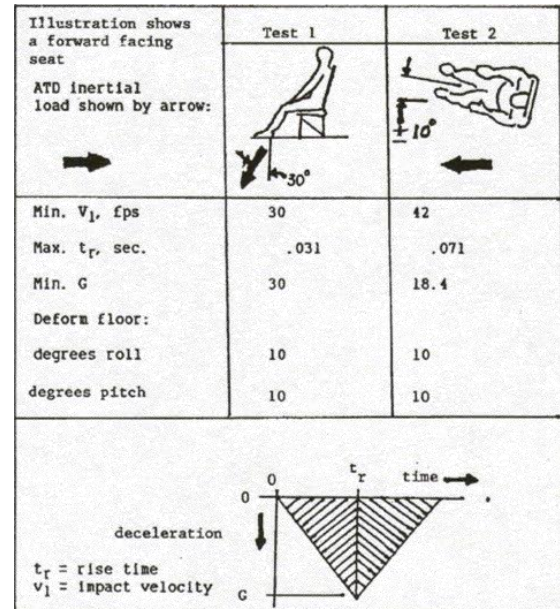 Illustration shows
a forward facing
seat
ATD inertial
load shown by arrow:
Test 1
Test 2
30°
± 10°
Min. V₁, fps 30 42
Max. tᵣ, sec. .031 .071
Min. G 30 18.4
Deform floor:
degrees roll 10 10
degrees pitch 10 10
0 tᵣ time
0
deceleration
tᵣ = rise time
v₁ = impact velocity
G